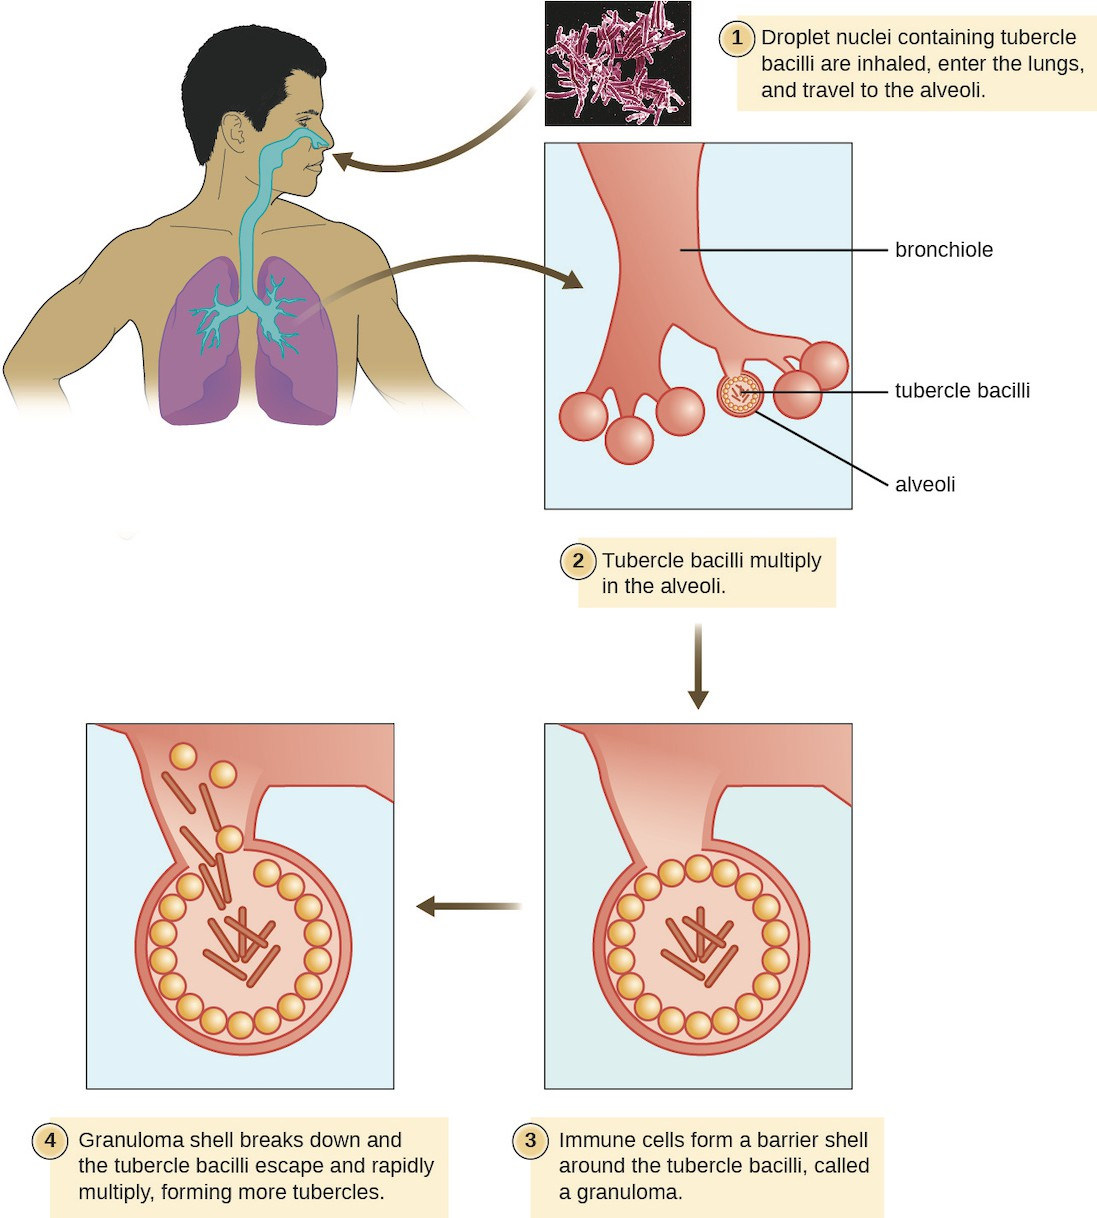 1 Droplet nuclei containing tubercle
bacilli are inhaled, enter the lungs,
and travel to the alveoli.
bronchiole
tubercle bacilli
alveoli
2 Tubercle bacilli multiply
in the alveoli.
3 Immune cells form a barrier shell
around the tubercle bacilli, called
a granuloma.
4 Granuloma shell breaks down and
the tubercle bacilli escape and rapidly
multiply, forming more tubercles.